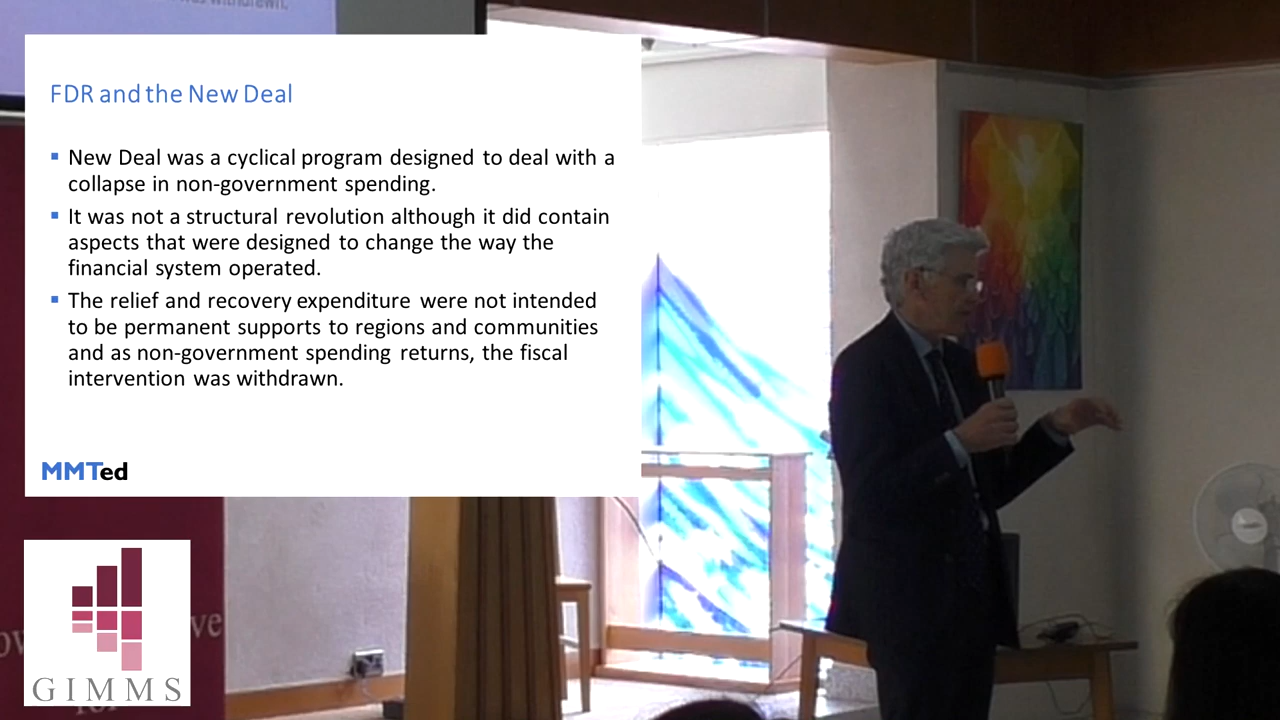 was withdrawn.
FDR and the New Deal
▪ New Deal was a cyclical program designed to deal with a
collapse in non-government spending.
▪ It was not a structural revolution although it did contain
aspects that were designed to change the way the
financial system operated.
▪ The relief and recovery expenditure were not intended
to be permanent supports to regions and communities
and as non-government spending returns, the fiscal
intervention was withdrawn.
MMTed
GIMMS